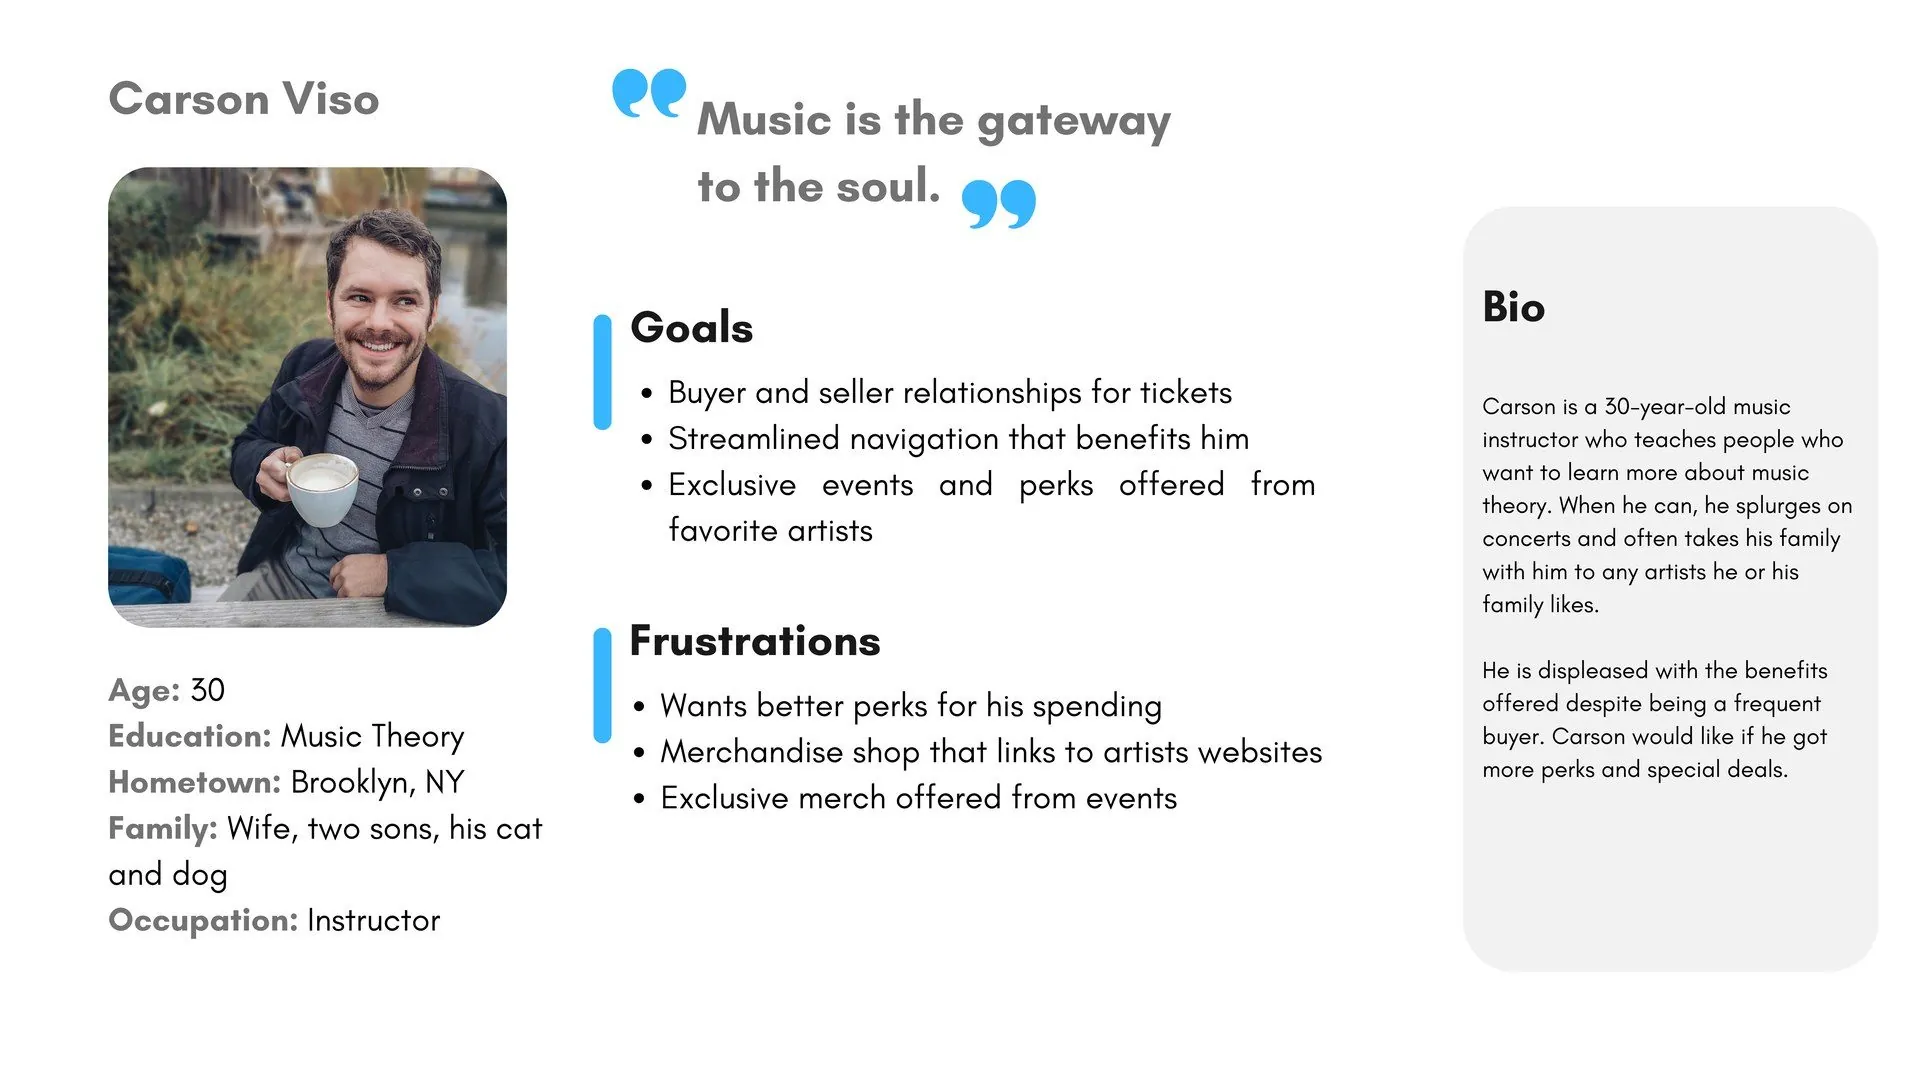 Carson Viso
Age: 30
Education: Music Theory
Hometown: Brooklyn, NY
Family: Wife, two sons, his cat
and dog
Occupation: Instructor
“Music is the gateway
to the soul.”
Goals
• Buyer and seller relationships for tickets
• Streamlined navigation that benefits him
• Exclusive events and perks offered from
favorite artists
Frustrations
• Wants better perks for his spending
• Merchandise shop that links to artists websites
• Exclusive merch offered from events
Bio
Carson is a 30-year-old music
instructor who teaches people who
want to learn more about music
theory. When he can, he splurges on
concerts and often takes his family
with him to any artists he or his
family likes.
He is displeased with the benefits
offered despite being a frequent
buyer. Carson would like if he got
more perks and special deals.